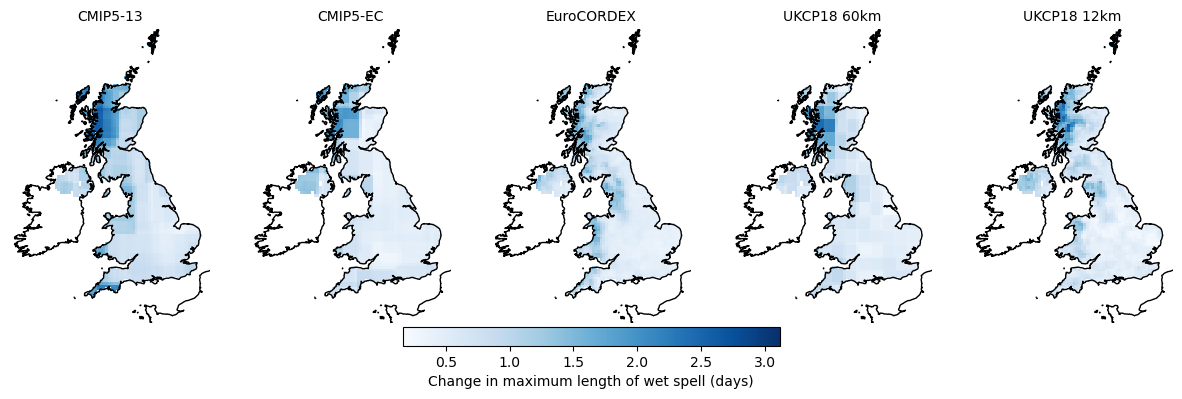 CMIP5-13
CMIP5-EC
EuroCORDEX
UKCP18 60km
UKCP18 12km
0.5
1.0
1.5
2.0
2.5
3.0
Change in maximum length of wet spell (days)